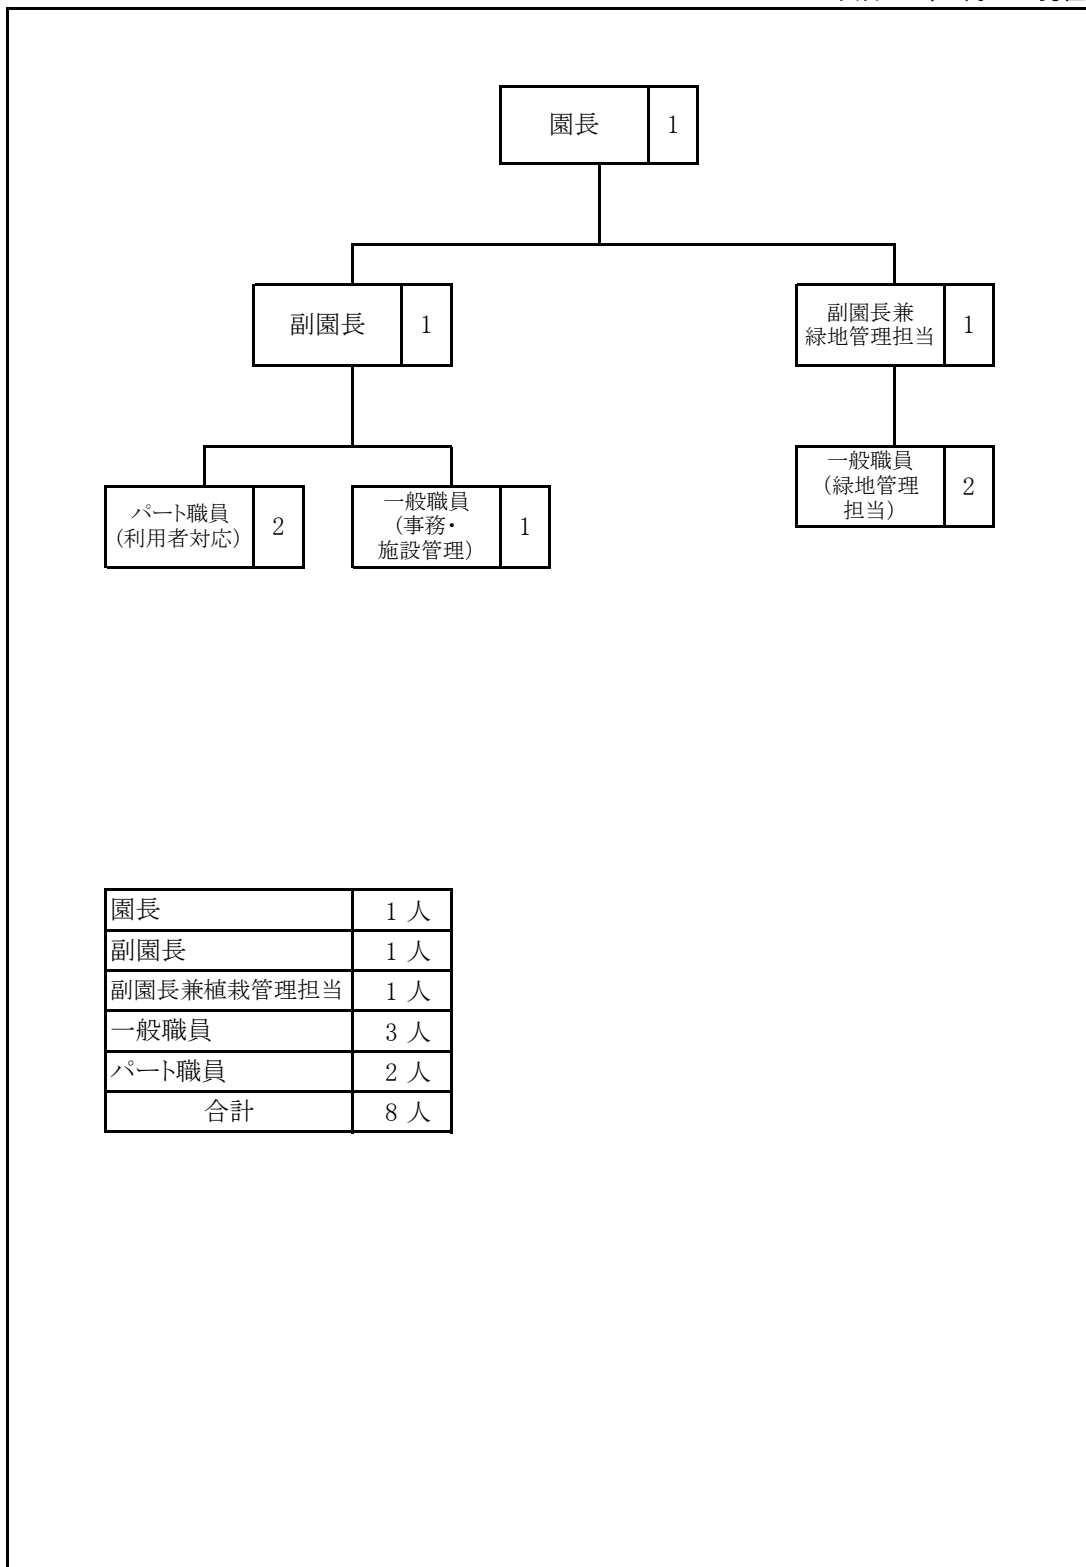 園長 1
副園長 1
副園長兼
緑地管理担当 1
パート職員
(利用者対応) 2
一般職員
(事務・
施設管理) 1
一般職員
(緑地管理
担当) 2
園長 1 人
副園長 1 人
副園長兼植栽管理担当 1 人
一般職員 3 人
パート職員 2 人
合計 8 人